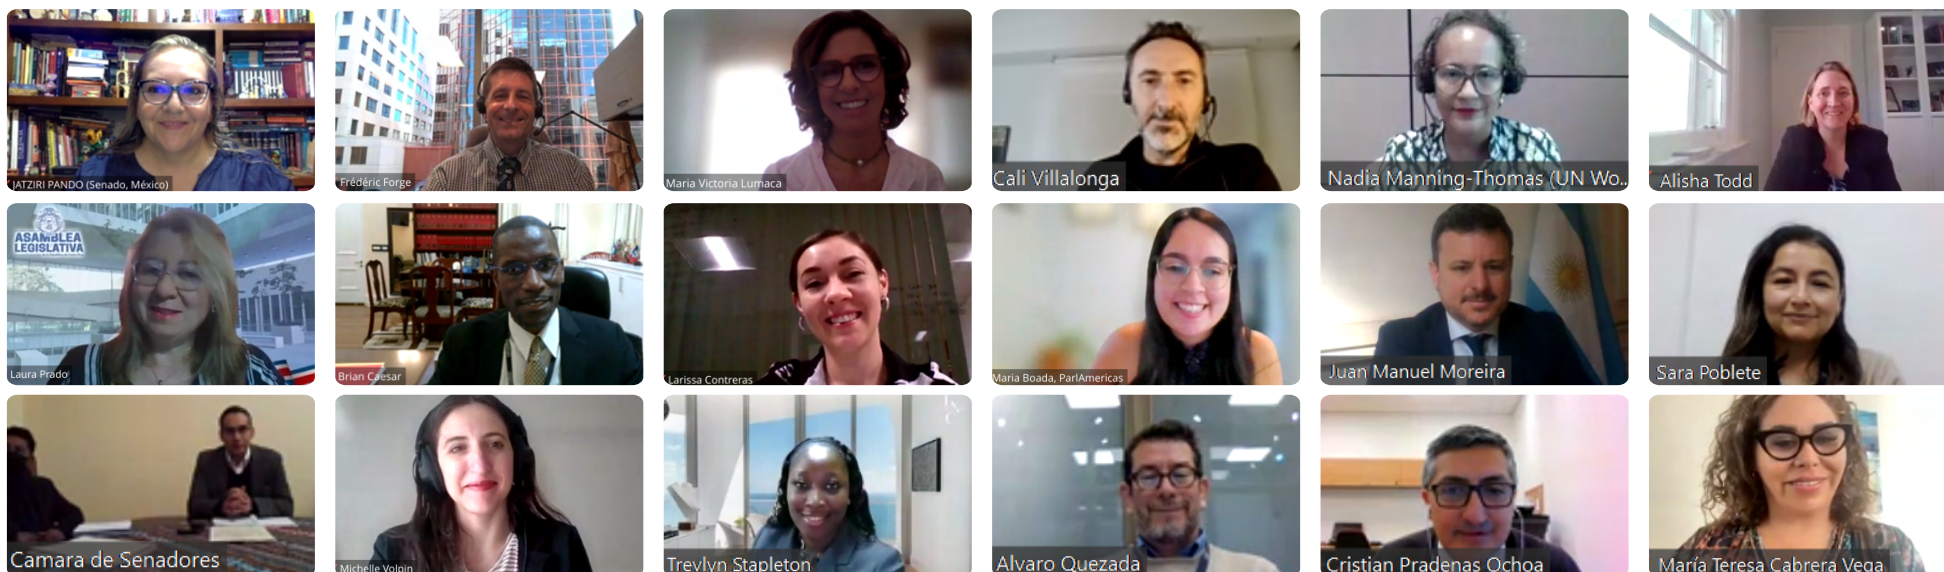 JATZIRI PANDO (Senado, México)
Frédéric Forge
Maria Victoria Lumaca
Cali Villalonga
Nadia Manning-Thomas (UN Wo...
Alisha Todd
ASAMBLEA
LEGISLATIVA
Laura Prado
Brian Caesar
Larissa Contreras
Maria Boada, ParlAmericas
Juan Manuel Moreira
Sara Poblete
Camara de Senadores
Michelle Volpin
Trevlyn Stapleton
Alvaro Quezada
Cristian Pradenas Ochoa
María Teresa Cabrera Vega